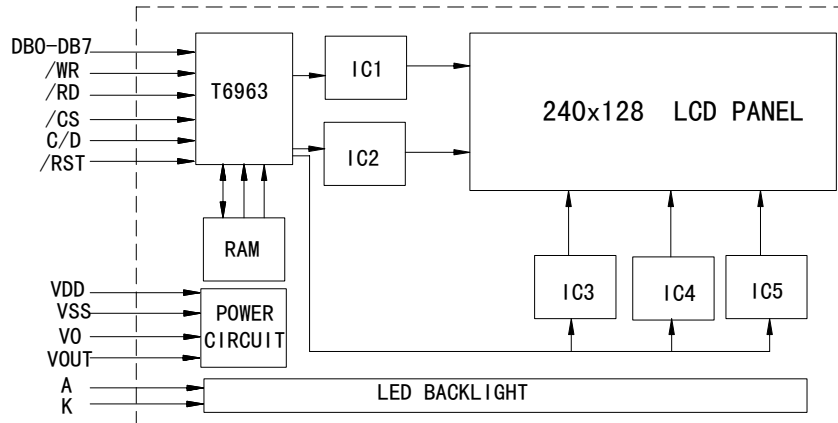 DB0-DB7
/WR
/RD
/CS
C/D
/RST
T6963
IC1
IC2
240x128 LCD PANEL
RAM
IC3
IC4
IC5
VDD
VSS
VO
VOUT
POWER
CIRCUIT
A
K
LED BACKLIGHT